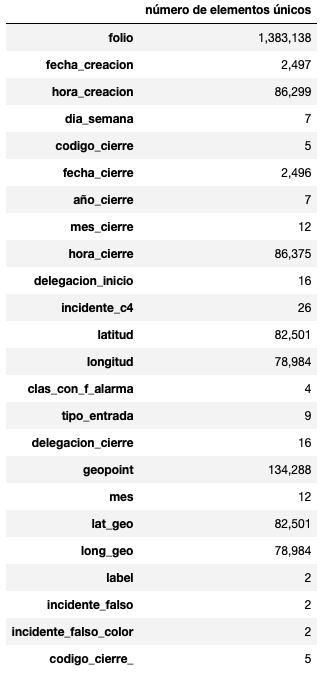 número de elementos únicos
folio 1,383,138
fecha_creacion 2,497
hora_creacion 86,299
dia_semana 7
codigo_cierre 5
fecha_cierre 2,496
año_cierre 7
mes_cierre 12
hora_cierre 86,375
delegacion_inicio 16
incidente_c4 26
latitud 82,501
longitud 78,984
clas_con_f_alarma 4
tipo_entrada 9
delegacion_cierre 16
geopoint 134,288
mes 12
lat_geo 82,501
long_geo 78,984
label 2
incidente_falso 2
incidente_falso_color 2
codigo_cierre_ 5